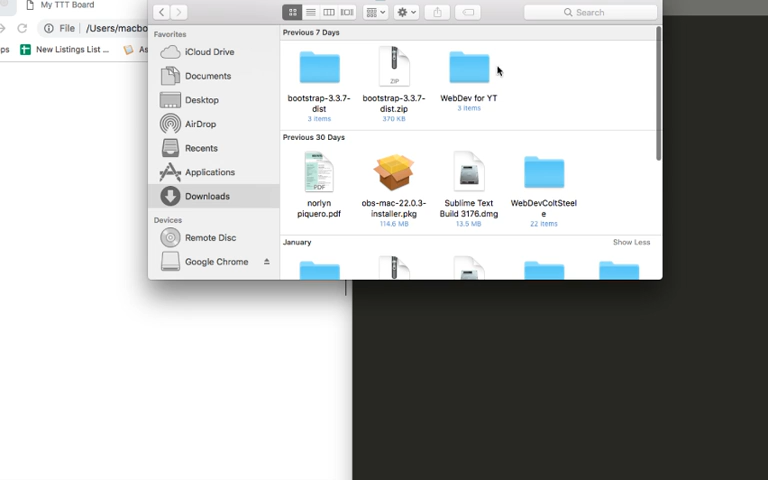 My TTT Board
File
/Users/macbo
ps
New Listings List ...
As
Search
Favorites
iCloud Drive
Documents
Desktop
AirDrop
Recents
Applications
Downloads
Devices
Remote Disc
Google Chrome
Previous 7 Days
bootstrap-3.3.7-
dist
3 items
ZIP
bootstrap-3.3.7-
dist.zip
370 KB
WebDev for YT
3 items
Previous 30 Days
PDF
norlyn
piquero.pdf
obs-mac-22.0.3-
installer.pkg
114.6 MB
Sublime Text
Build 3176.dmg
13.5 MB
WebDevColtSteel
e
22 items
January
Show Less